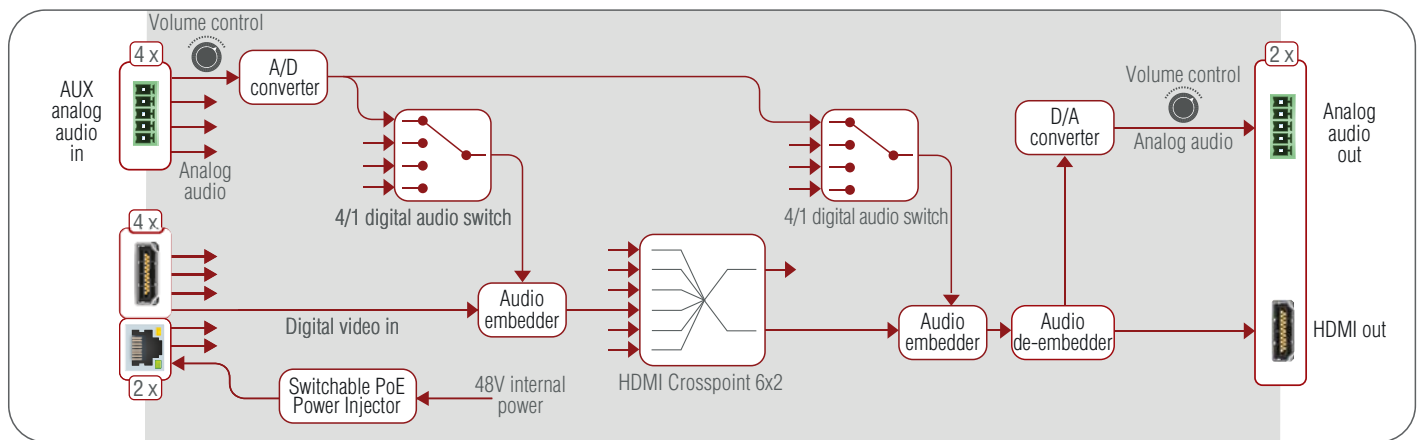 Volume control
4 x
AUX
analog
audio
in
A/D
converter
Analog
audio
4/1 digital audio switch
4/1 digital audio switch
Volume control
2 x
D/A
converter
Analog audio
Analog
audio
out
4 x
Digital video in
Audio
embedder
HDMI Crosspoint 6x2
Audio
embedder
Audio
de-embedder
HDMI out
2 x
Switchable PoE
Power Injector
48V internal
power